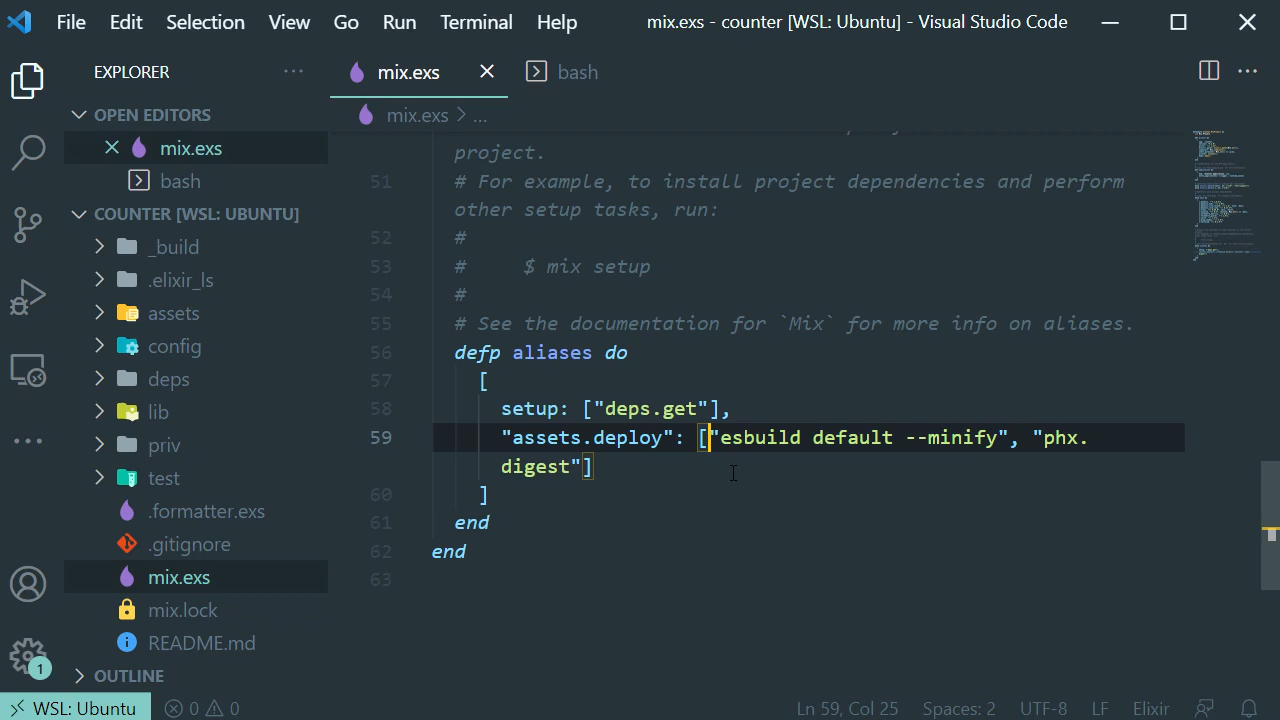 File Edit Selection View Go Run Terminal Help mix.exs - counter [WSL: Ubuntu] - Visual Studio Code
EXPLORER
mix.exs
bash
OPEN EDITORS
mix.exs
bash
COUNTER [WSL: UBUNTU]
_build
.elixir_ls
assets
config
deps
lib
priv
test
.formatter.exs
.gitignore
mix.exs
mix.lock
README.md
OUTLINE
mix.exs > ...
project.
51 # For example, to install project dependencies and perform
other setup tasks, run:
52 #
53 # $ mix setup
54 #
55 # See the documentation for `Mix` for more info on aliases.
56 defp aliases do
57 [
58 setup: ["deps.get"],
59 "assets.deploy": ["esbuild default --minify", "phx.
digest"]
60 ]
61 end
62 end
63
1
WSL: Ubuntu 0 0 Ln 59, Col 25 Spaces: 2 UTF-8 LF Elixir